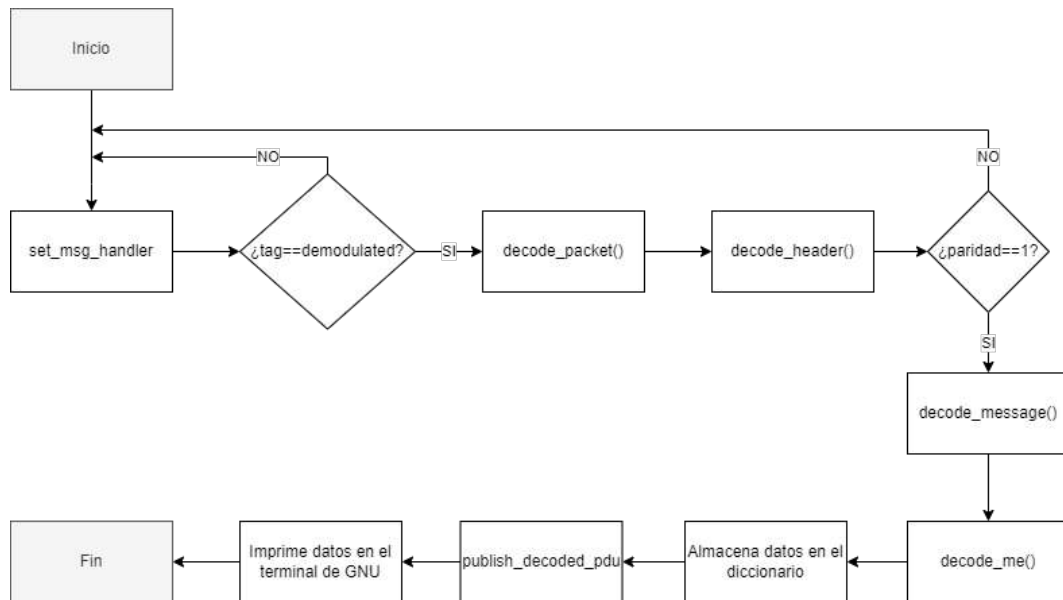 Inicio
NO
NO
set_msg_handler
¿tag==demodulated?
SI
decode_packet()
decode_header()
¿paridad==1?
SI
decode_message()
Fin
Imprime datos en el
terminal de GNU
publish_decoded_pdu
Almacena datos en el
diccionario
decode_me()